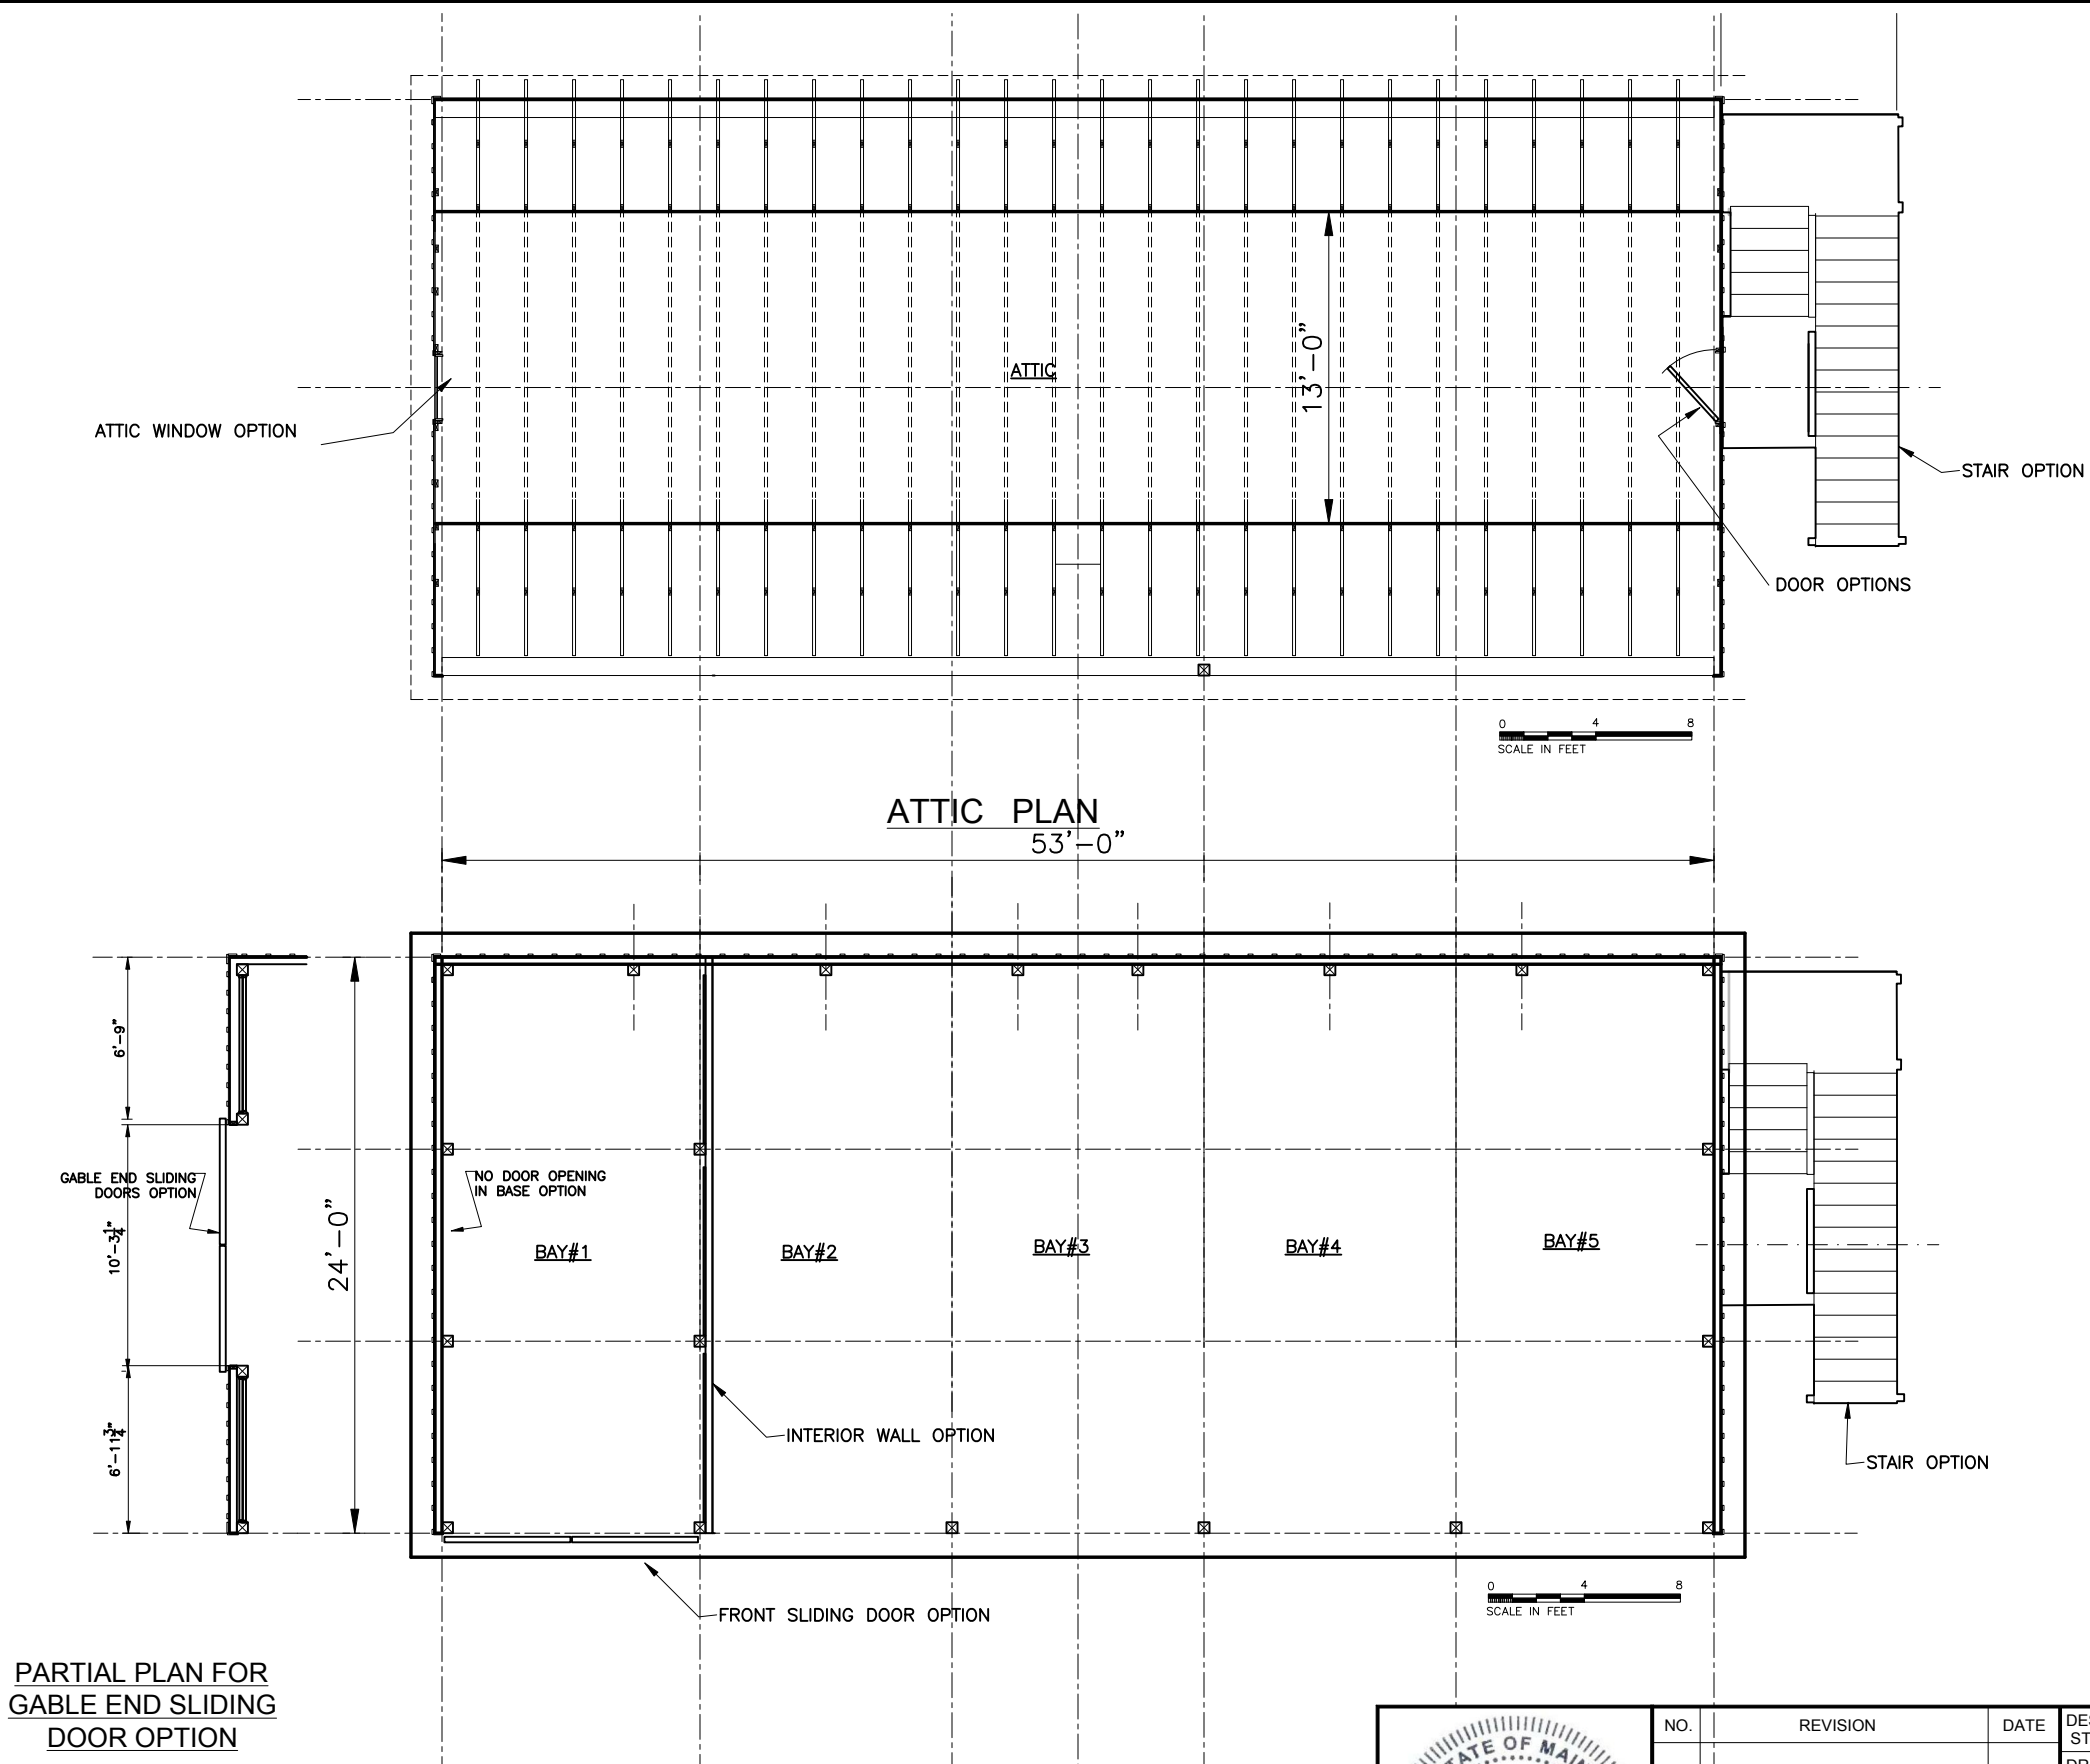 ATTIC
13'-0"
ATTIC WINDOW OPTION
STAIR OPTION
DOOR OPTIONS
0 4 8
SCALE IN FEET
ATTIC PLAN
53'-0"
6'-9"
GABLE END SLIDING
DOORS OPTION
10'-3¼"
24'-0"
6'-11¾"
NO DOOR OPENING
IN BASE OPTION
BAY#1
BAY#2
BAY#3
BAY#4
BAY#5
INTERIOR WALL OPTION
STAIR OPTION
FRONT SLIDING DOOR OPTION
0 4 8
SCALE IN FEET
PARTIAL PLAN FOR
GABLE END SLIDING
DOOR OPTION
NO. REVISION DATE
OF